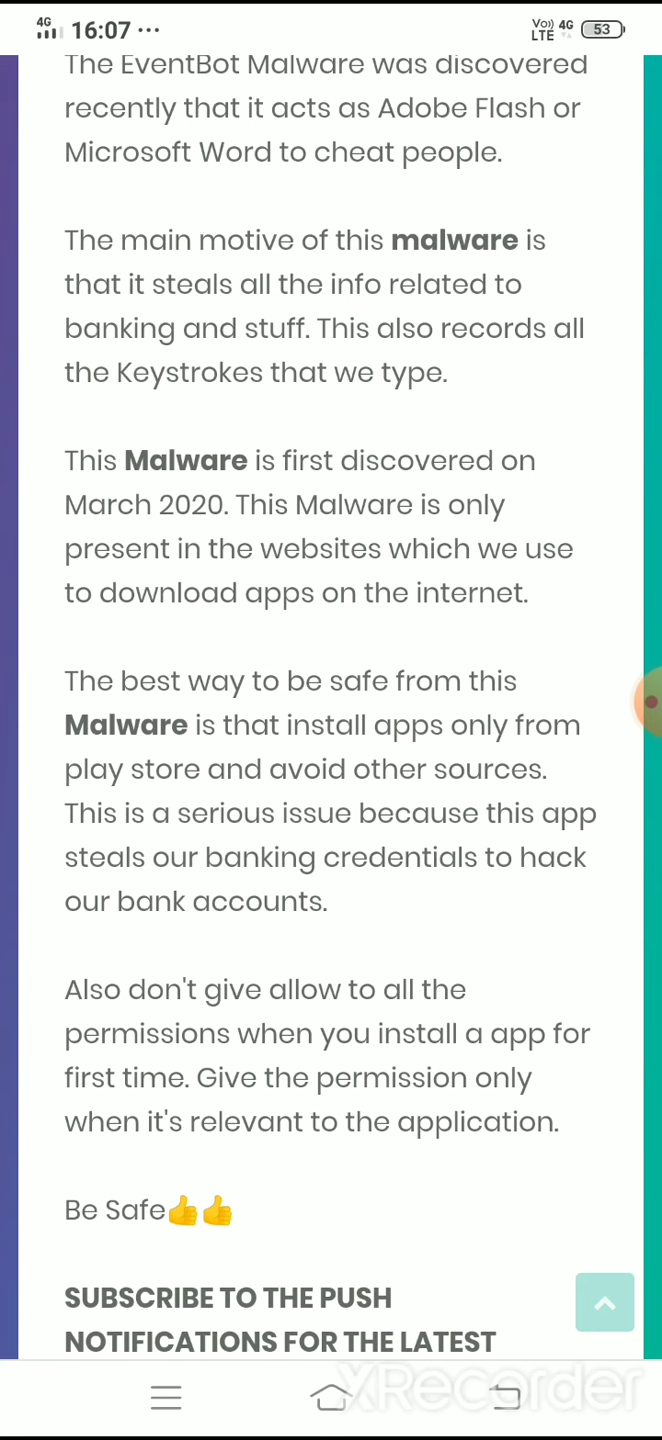 4G 16:07 ...
Vo)) 4G
LTE 53
The EventBot Malware was discovered
recently that it acts as Adobe Flash or
Microsoft Word to cheat people.
The main motive of this malware is
that it steals all the info related to
banking and stuff. This also records all
the Keystrokes that we type.
This Malware is first discovered on
March 2020. This Malware is only
present in the websites which we use
to download apps on the internet.
The best way to be safe from this
Malware is that install apps only from
play store and avoid other sources.
This is a serious issue because this app
steals our banking credentials to hack
our bank accounts.
Also don't give allow to all the
permissions when you install a app for
first time. Give the permission only
when it's relevant to the application.
Be Safe👍👍
SUBSCRIBE TO THE PUSH
NOTIFICATIONS FOR THE LATEST
XRecorder